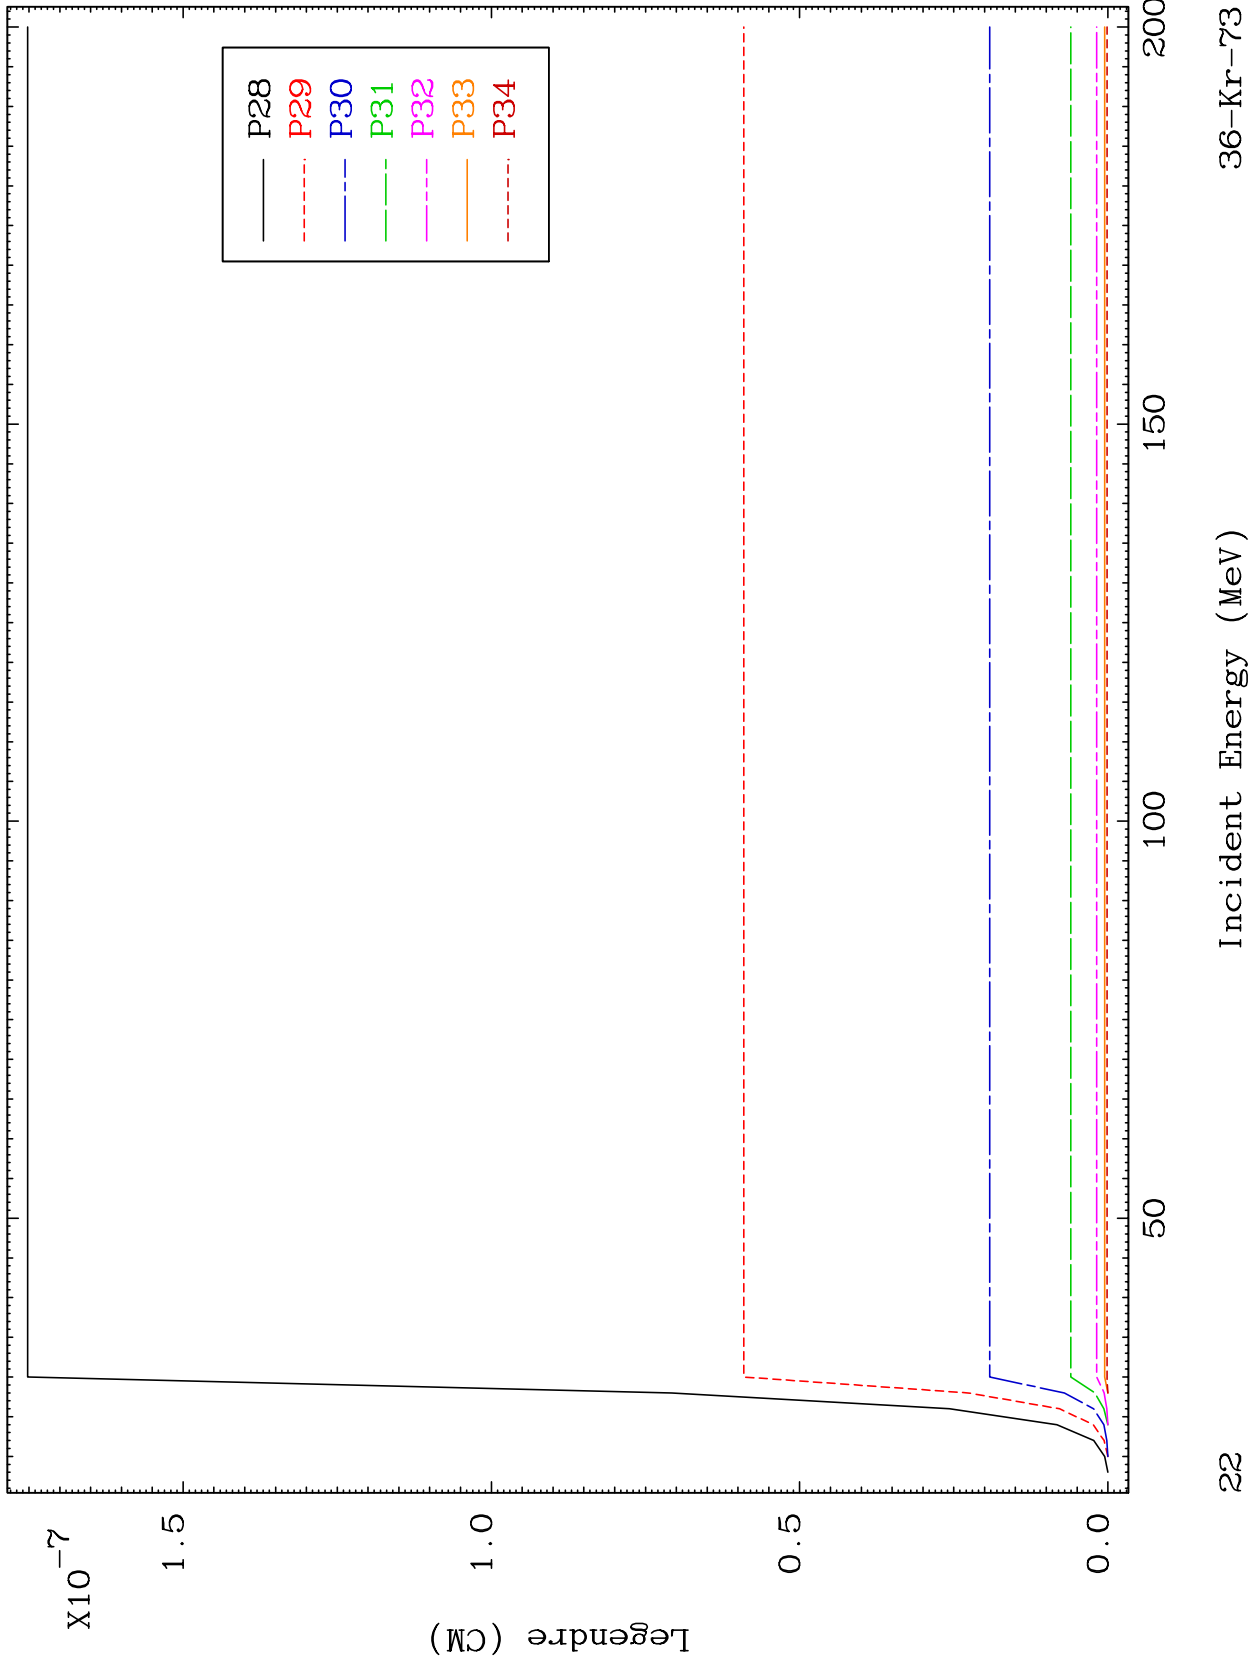 X10-7
1.5
1.0
0.5
0.0
Legendre (CM)
P28
P29
P30
P31
P32
P33
P34
50
100
150
200
Incident Energy (MeV)
22
36-Kr-73